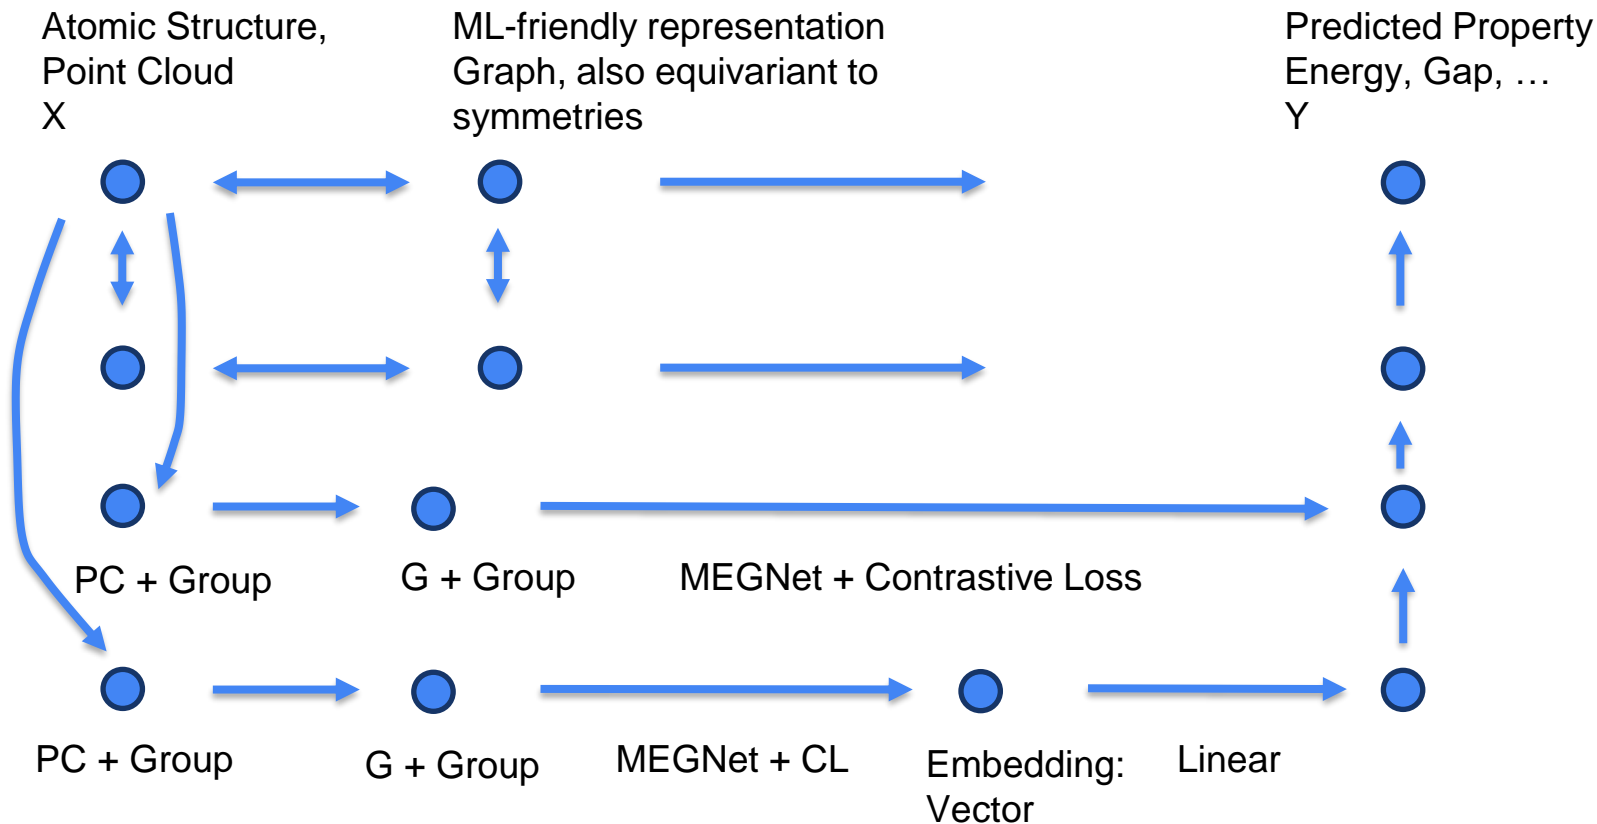 Atomic Structure,
Point Cloud
X
ML-friendly representation
Graph, also equivariant to
symmetries
Predicted Property
Energy, Gap, …
Y
PC + Group
G + Group
MEGNet + Contrastive Loss
PC + Group
G + Group
MEGNet + CL
Embedding:
Vector
Linear